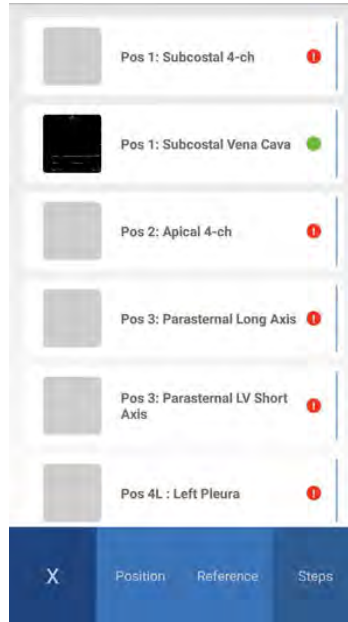 Pos 1: Subcostal 4-ch
!
Pos 1: Subcostal Vena Cava
Pos 2: Apical 4-ch
!
Pos 3: Parasternal Long Axis
!
Pos 3: Parasternal LV Short
Axis
!
Pos 4L : Left Pleura
!
X
Position
Reference
Steps